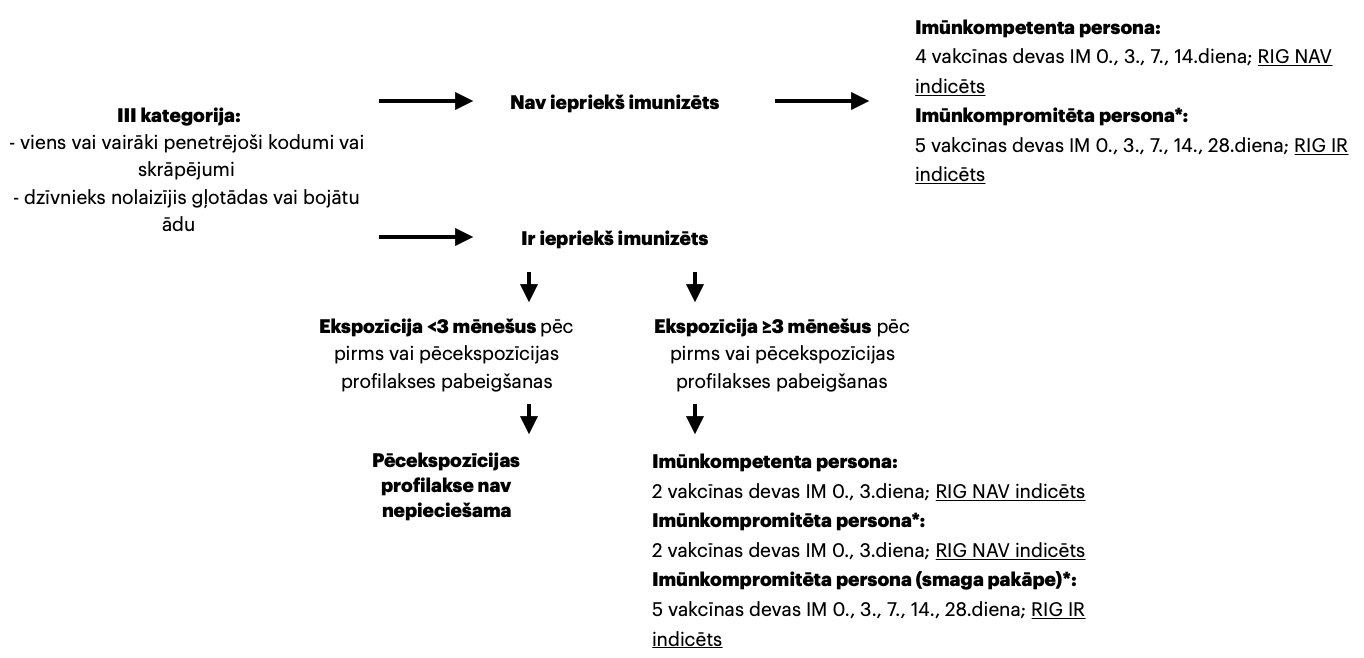 III kategorija:
- viens vai vairāki penetrējoši kodumi vai
skrāpējumi
- dzīvnieks nolaizījis gļotādas vai bojātu
ādu
Nav iepriekš imunizēts
Imūnkompetenta persona:
4 vakcīnas devas IM 0., 3., 7., 14.diena; RIG NAV
indicēts
Imūnkompromitēta persona*:
5 vakcīnas devas IM 0., 3., 7., 14., 28.diena; RIG IR
indicēts
Ir iepriekš imunizēts
Ekspozīcija <3 mēnešus pēc
pirms vai pēcekspozīcijas
profilakses pabeigšanas
Pēcekspozīcijas
profilakse nav
nepieciešama
Ekspozīcija ≥3 mēnešus pēc
pirms vai pēcekspozīcijas
profilakses pabeigšanas
Imūnkompetenta persona:
2 vakcīnas devas IM 0., 3.diena; RIG NAV indicēts
Imūnkompromitēta persona*:
2 vakcīnas devas IM 0., 3.diena; RIG NAV indicēts
Imūnkompromitēta persona (smaga pakāpe)*:
5 vakcīnas devas IM 0., 3., 7., 14., 28.diena; RIG IR
indicēts